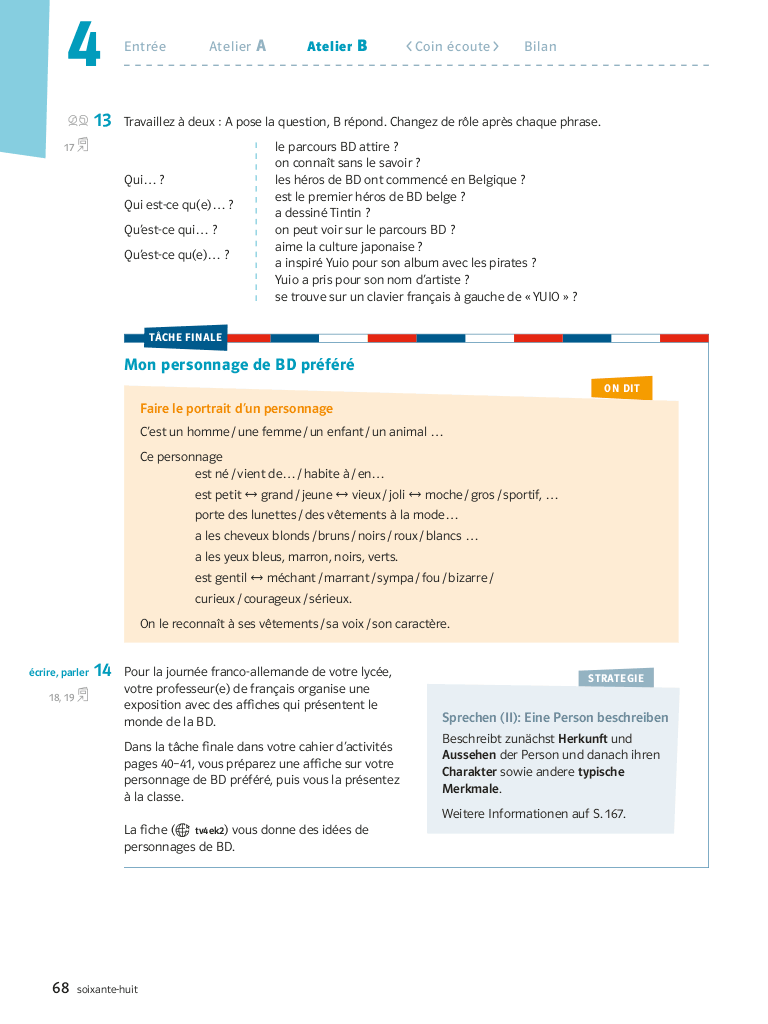 4
Entrée Atelier A Atelier B ‹ Coin écoute › Bilan
13 Travaillez à deux : A pose la question, B répond. Changez de rôle après chaque phrase.
17
Qui… ?
Qui est-ce qu(e)… ?
Qu’est-ce qui… ?
Qu’est-ce qu(e)… ?
le parcours BD attire ?
on connaît sans le savoir ?
les héros de BD ont commencé en Belgique ?
est le premier héros de BD belge ?
a dessiné Tintin ?
on peut voir sur le parcours BD ?
aime la culture japonaise ?
a inspiré Yuio pour son album avec les pirates ?
Yuio a pris pour son nom d’artiste ?
se trouve sur un clavier français à gauche de « YUIO » ?
TÂCHE FINALE
Mon personnage de BD préféré
ON DIT
Faire le portrait d’un personnage
C’est un homme / une femme / un enfant / un animal …
Ce personnage
est né / vient de… / habite à / en…
est petit ↔ grand / jeune ↔ vieux / joli ↔ moche / gros / sportif, …
porte des lunettes / des vêtements à la mode…
a les cheveux blonds / bruns / noirs / roux / blancs …
a les yeux bleus, marron, noirs, verts.
est gentil ↔ méchant / marrant / sympa / fou / bizarre /
curieux / courageux / sérieux.
On le reconnaît à ses vêtements / sa voix / son caractère.
écrire, parler 14
18, 19
Pour la journée franco-allemande de votre lycée,
votre professeur(e) de français organise une
exposition avec des affiches qui présentent le
monde de la BD.
Dans la tâche finale dans votre cahier d’activités
pages 40–41, vous préparez une affiche sur votre
personnage de BD préféré, puis vous la présentez
à la classe.
La fiche ( tv4ek2) vous donne des idées de
personnages de BD.
STRATEGIE
Sprechen (II): Eine Person beschreiben
Beschreibt zunächst Herkunft und
Aussehen der Person und danach ihren
Charakter sowie andere typische
Merkmale.
Weitere Informationen auf S. 167.
68 soixante-huit